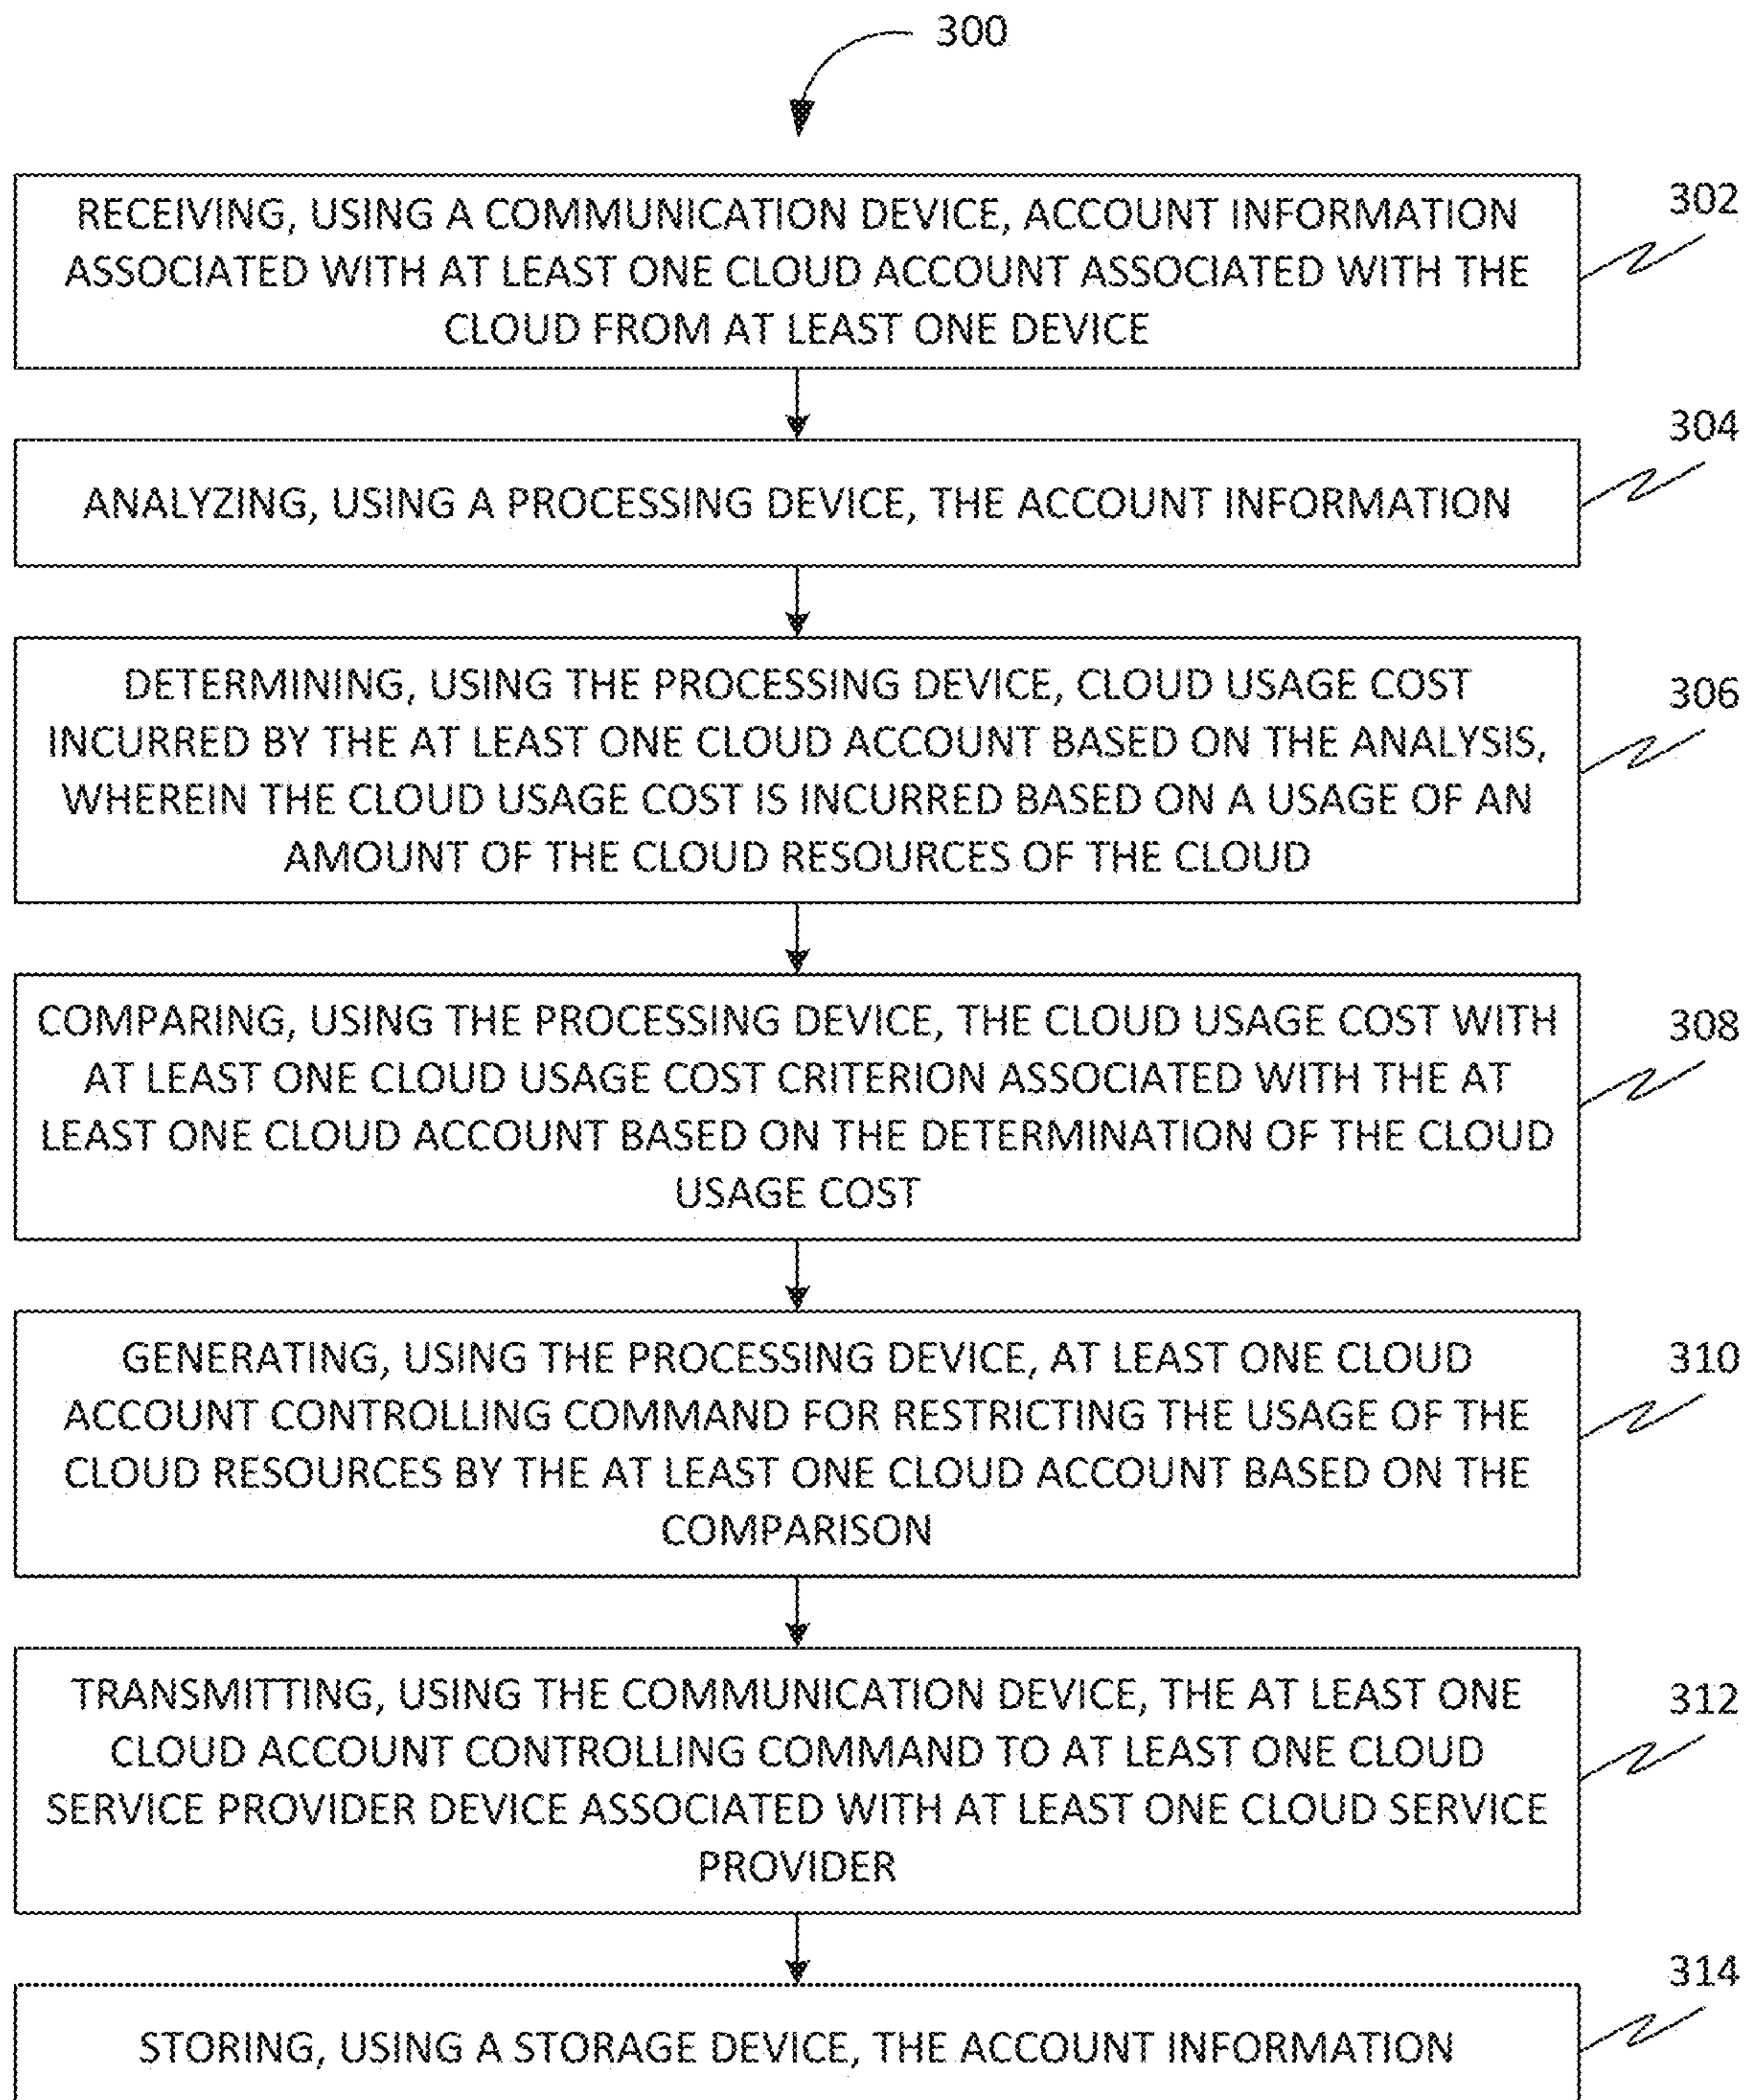 300
302
RECEIVING, USING A COMMUNICATION DEVICE, ACCOUNT INFORMATION
ASSOCIATED WITH AT LEAST ONE CLOUD ACCOUNT ASSOCIATED WITH THE
CLOUD FROM AT LEAST ONE DEVICE
304
ANALYZING, USING A PROCESSING DEVICE, THE ACCOUNT INFORMATION
306
DETERMINING, USING THE PROCESSING DEVICE, CLOUD USAGE COST
INCURRED BY THE AT LEAST ONE CLOUD ACCOUNT BASED ON THE ANALYSIS,
WHEREIN THE CLOUD USAGE COST IS INCURRED BASED ON A USAGE OF AN
AMOUNT OF THE CLOUD RESOURCES OF THE CLOUD
308
COMPARING, USING THE PROCESSING DEVICE, THE CLOUD USAGE COST WITH
AT LEAST ONE CLOUD USAGE COST CRITERION ASSOCIATED WITH THE AT
LEAST ONE CLOUD ACCOUNT BASED ON THE DETERMINATION OF THE CLOUD
USAGE COST
310
GENERATING, USING THE PROCESSING DEVICE, AT LEAST ONE CLOUD
ACCOUNT CONTROLLING COMMAND FOR RESTRICTING THE USAGE OF THE
CLOUD RESOURCES BY THE AT LEAST ONE CLOUD ACCOUNT BASED ON THE
COMPARISON
312
TRANSMITTING, USING THE COMMUNICATION DEVICE, THE AT LEAST ONE
CLOUD ACCOUNT CONTROLLING COMMAND TO AT LEAST ONE CLOUD
SERVICE PROVIDER DEVICE ASSOCIATED WITH AT LEAST ONE CLOUD SERVICE
PROVIDER
314
STORING, USING A STORAGE DEVICE, THE ACCOUNT INFORMATION